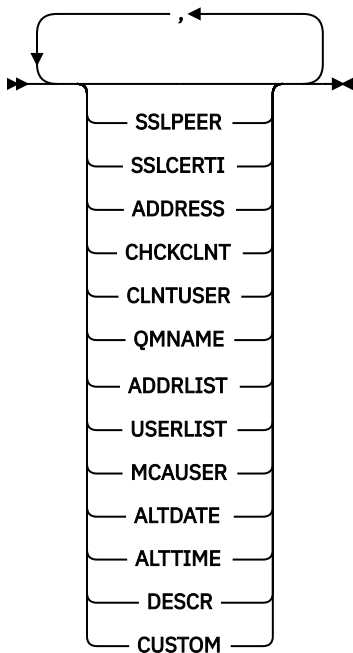 ,
SSLPEER
SSLCERTI
ADDRESS
CHCKCLNT
CLNTUSER
QMNAME
ADDRLIST
USERLIST
MCAUSER
ALTDATE
ALTTIME
DESCR
CUSTOM